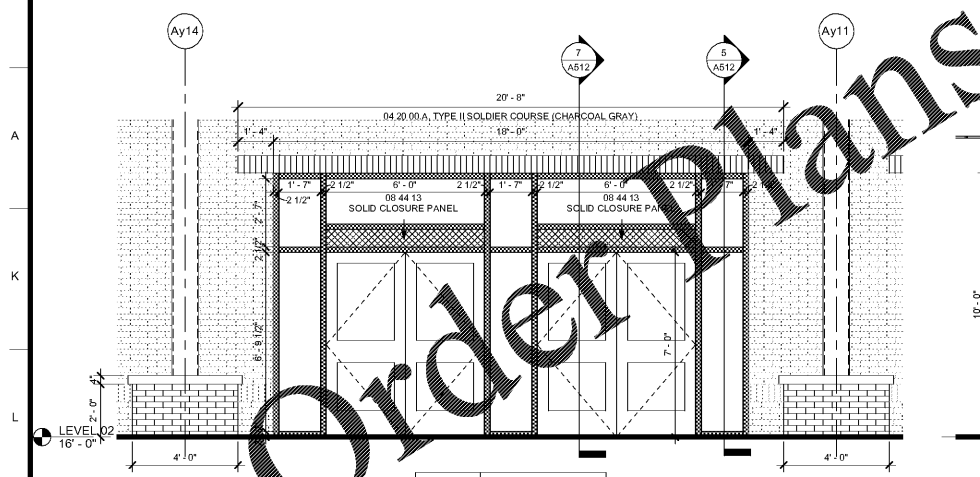 Ay14
Ay11
7
A512
5
A512
20' - 8"
04 20 00.A, TYPE II SOLDIER COURSE (CHARCOAL GRAY)
1' - 4"
18' - 0"
1' - 4"
A
1' - 7"
2 1/2"
6' - 0"
2 1/2"
1' - 7"
2 1/2"
6' - 0"
2 1/2"
2 1/2"
08 44 13
SOLID CLOSURE PANEL
08 44 13
SOLID CLOSURE PANEL
2' - 7"
2 1/2"
K
6' - 9 1/2"
7' - 0"
10' - 0"
4"
2' - 0"
L
LEVEL 02
16' - 0"
4' - 0"
4' - 0"
Order Plans